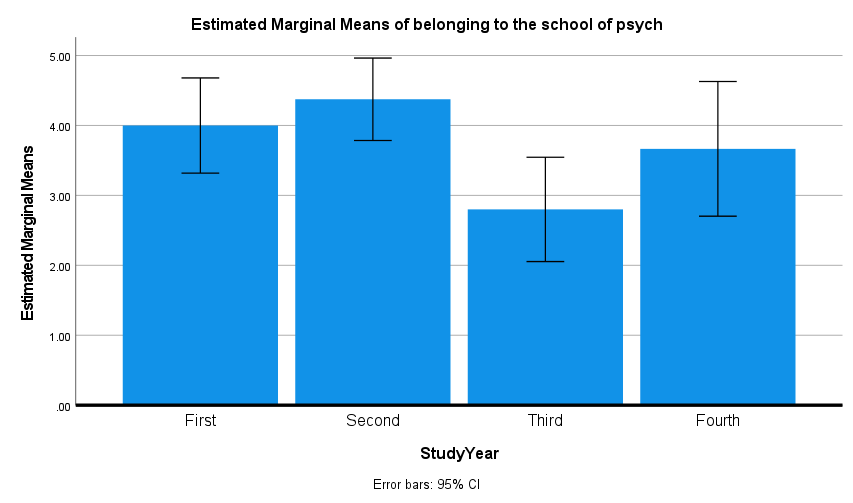 Estimated Marginal Means of belonging to the school of psych
Estimated Marginal Means
5.00
4.00
3.00
2.00
1.00
.00
First Second Third Fourth
StudyYear
Error bars: 95% CI